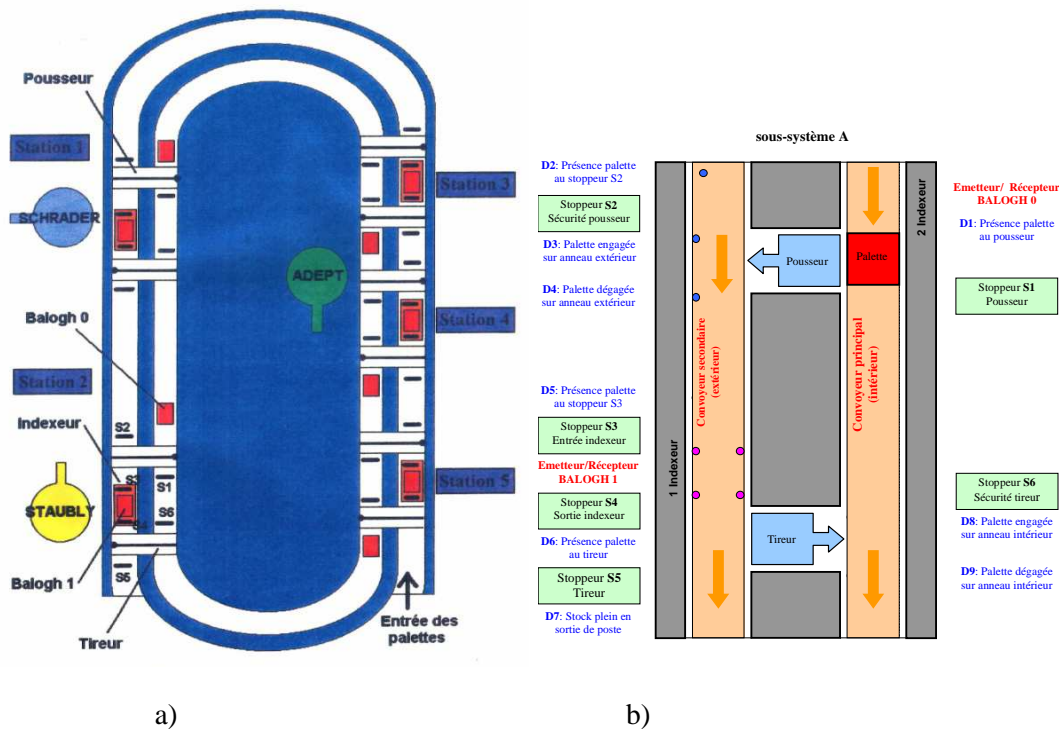 Pousseur
Station 1
SCHRADER
Balogh 0
Station 2
Indexeur
S2
S3
S1
S6
STAUBLY
S4
S5
Balogh 1
Tireur
ADEPT
Station 3
Station 4
Station 5
Entrée des
palettes
a)
sous-système A
D2: Présence palette
au stoppeur S2
Stoppeur S2
Sécurité pousseur
D3: Palette engagée
sur anneau extérieur
D4: Palette dégagée
sur anneau extérieur
D5: Présence palette
au stoppeur S3
Stoppeur S3
Entrée indexeur
Emetteur/Récepteur
BALOGH 1
Stoppeur S4
Sortie indexeur
D6: Présence palette
au tireur
Stoppeur S5
Tireur
D7: Stock plein en
sortie de poste
1 Indexeur
Convoyeur secondaire
(extérieur)
Pousseur
Tireur
Palette
Convoyeur principal
(intérieur)
2 Indexeur
Emetteur/ Récepteur
BALOGH 0
D1: Présence palette
au pousseur
Stoppeur S1
Pousseur
Stoppeur S6
Sécurité tireur
D8: Palette engagée
sur anneau intérieur
D9: Palette dégagée
sur anneau intérieur
b)